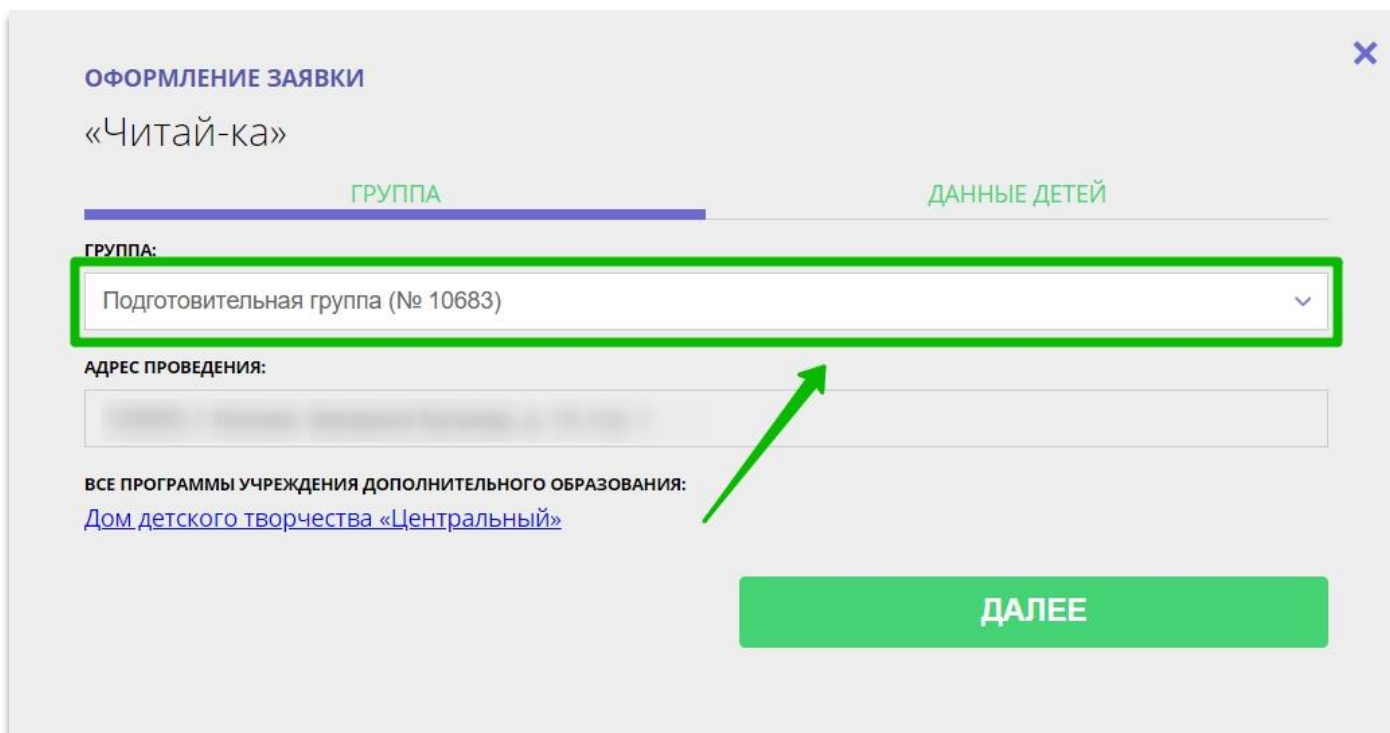 ОФОРМЛЕНИЕ ЗАЯВКИ
«Читай-ка»
ГРУППА
ДАННЫЕ ДЕТЕЙ
ГРУППА:
Подготовительная группа (№ 10683)
АДРЕС ПРОВЕДЕНИЯ:
ВСЕ ПРОГРАММЫ УЧРЕЖДЕНИЯ ДОПОЛНИТЕЛЬНОГО ОБРАЗОВАНИЯ:
Дом детского творчества «Центральный»
ДАЛЕЕ